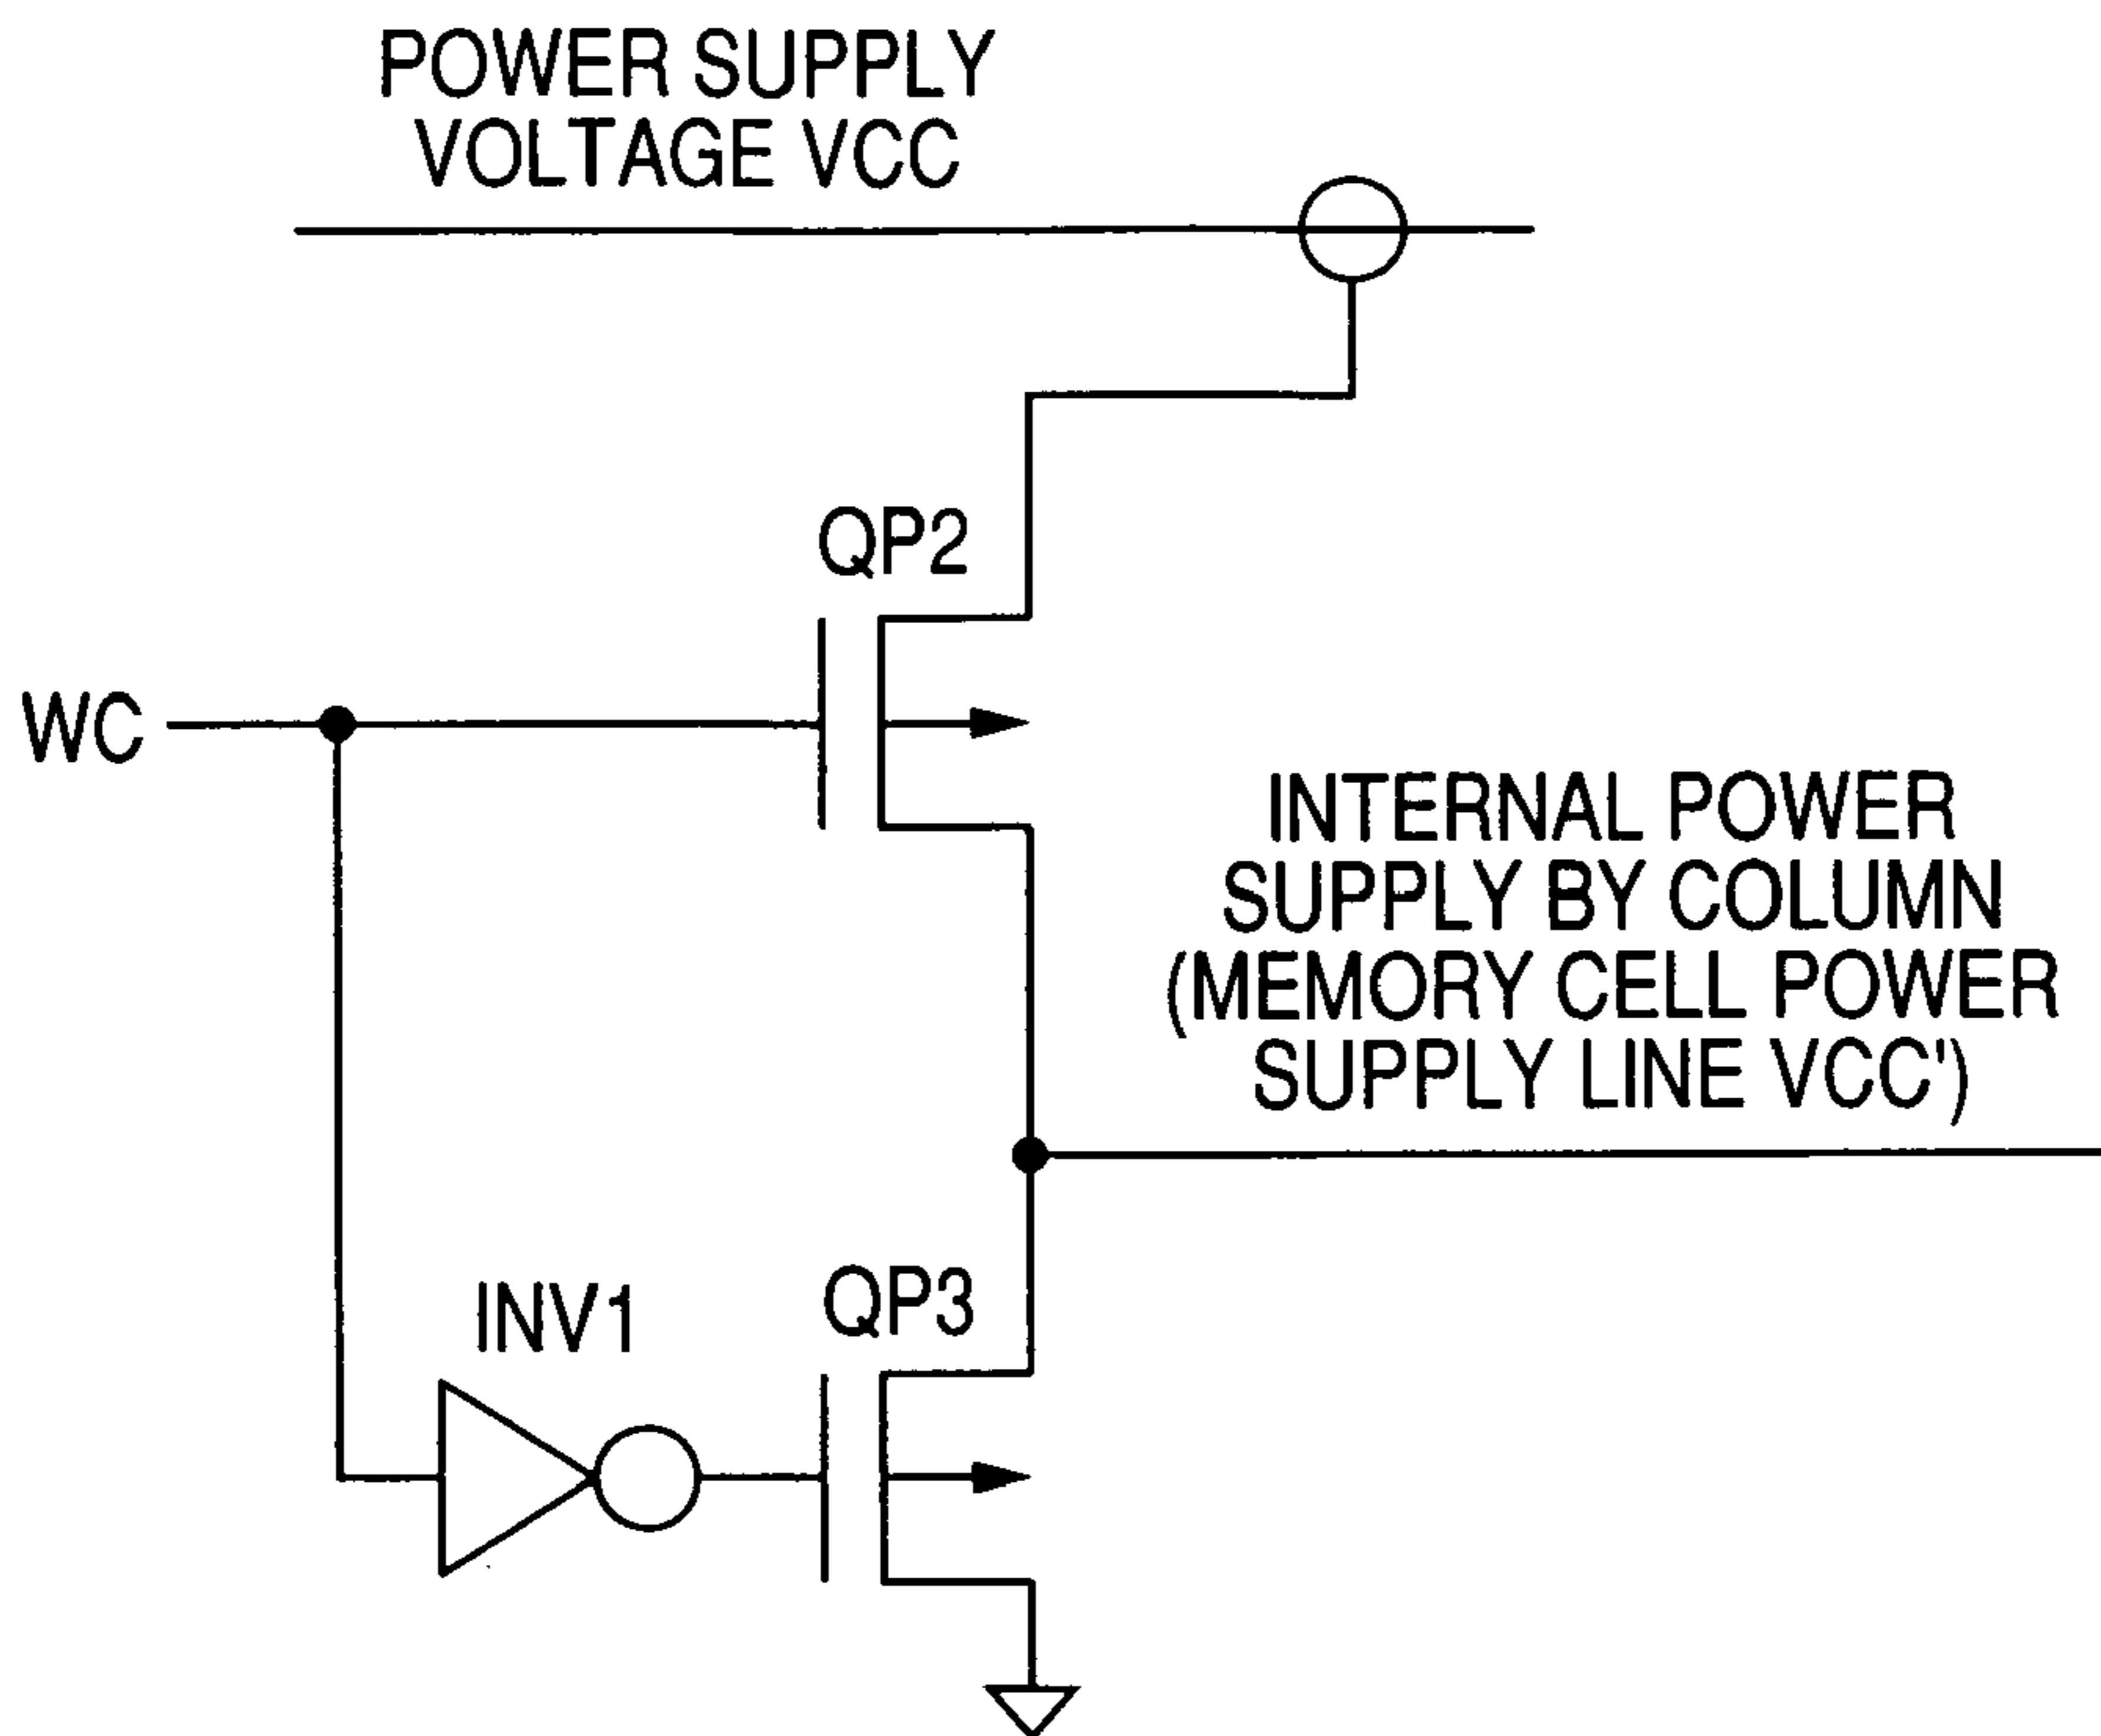 POWER SUPPLY
VOLTAGE VCC
QP2
WC
INTERNAL POWER
SUPPLY BY COLUMN
(MEMORY CELL POWER
SUPPLY LINE VCC')
INV1
QP3